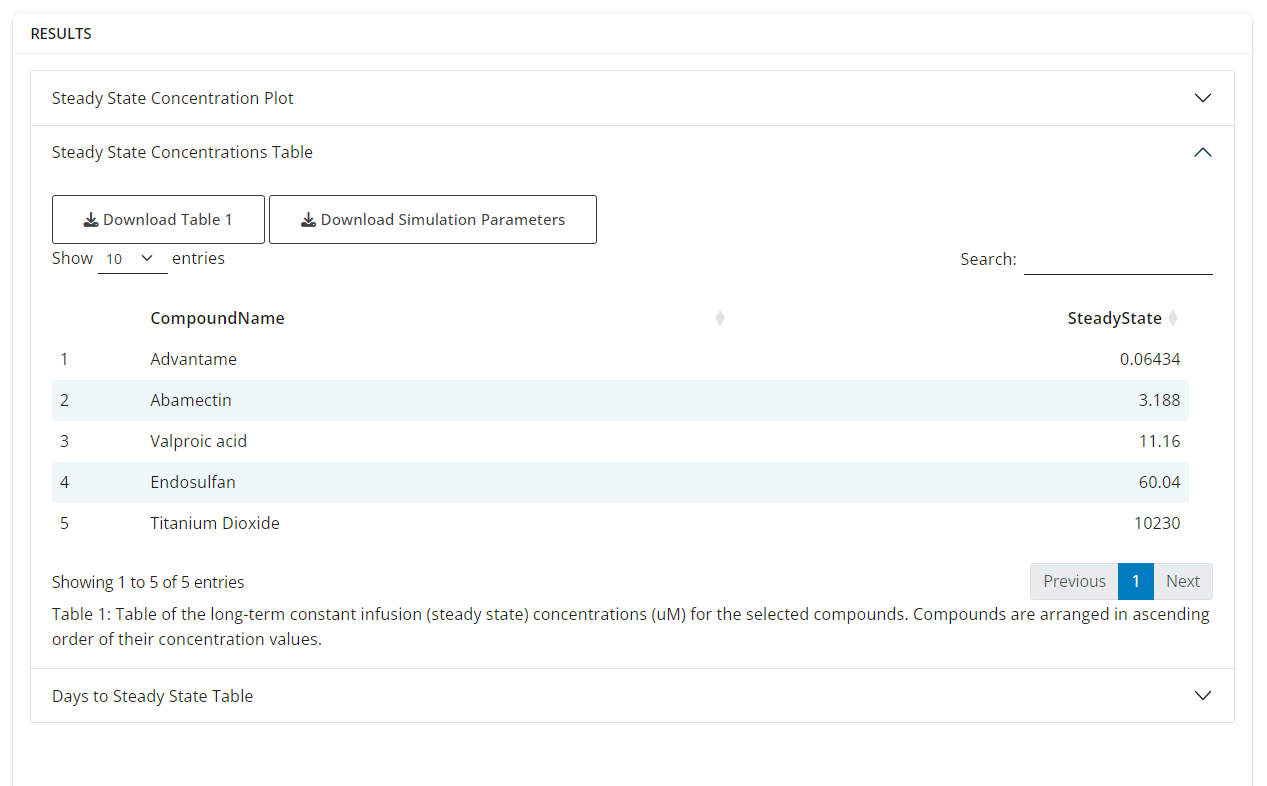 RESULTS
Steady State Concentration Plot
Steady State Concentrations Table
Download Table 1 Download Simulation Parameters
Show 10 entries Search:
CompoundName SteadyState
1 Advantame 0.06434
2 Abamectin 3.188
3 Valproic acid 11.16
4 Endosulfan 60.04
5 Titanium Dioxide 10230
Showing 1 to 5 of 5 entries Previous 1 Next
Table 1: Table of the long-term constant infusion (steady state) concentrations (uM) for the selected compounds. Compounds are arranged in ascending
order of their concentration values.
Days to Steady State Table